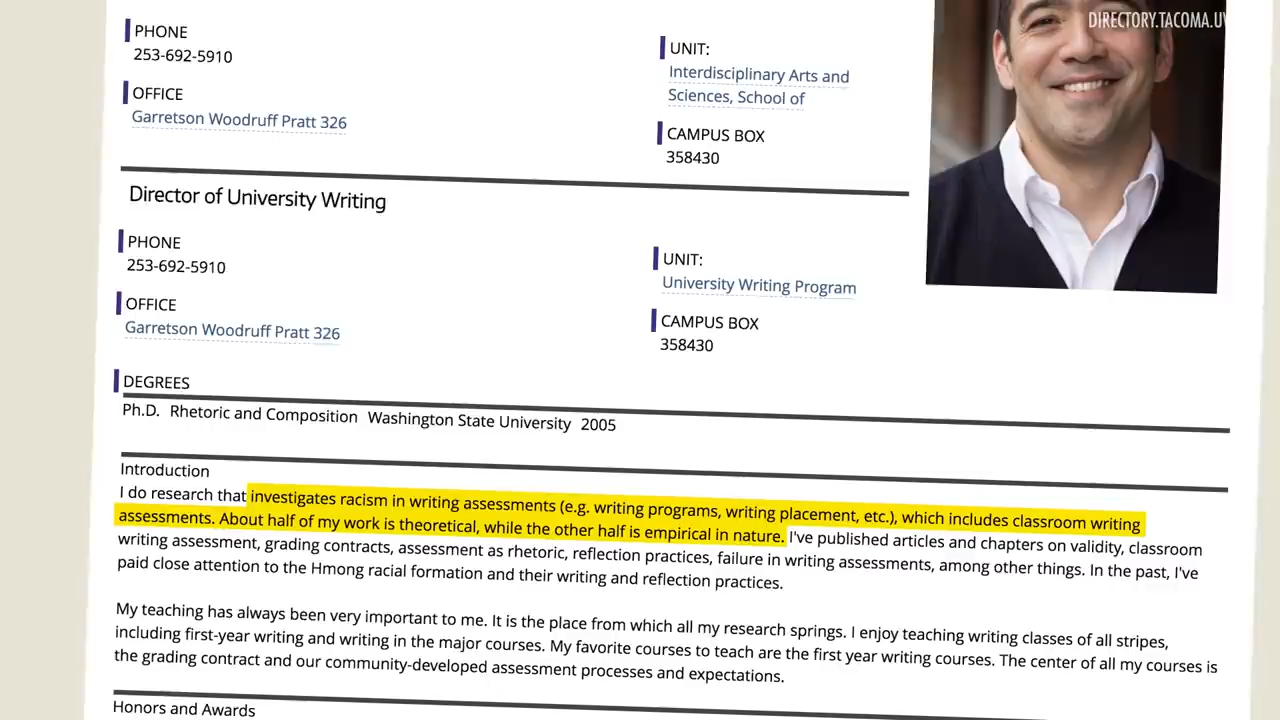 DIRECTORY.TACOMA.UW
PHONE
253-692-5910
UNIT:
Interdisciplinary Arts and
Sciences, School of
OFFICE
Garretson Woodruff Pratt 326
CAMPUS BOX
358430
Director of University Writing
PHONE
253-692-5910
UNIT:
University Writing Program
OFFICE
Garretson Woodruff Pratt 326
CAMPUS BOX
358430
DEGREES
Ph.D. Rhetoric and Composition Washington State University 2005
Introduction
I do research that investigates racism in writing assessments (e.g. writing programs, writing placement, etc.), which includes classroom writing
assessments. About half of my work is theoretical, while the other half is empirical in nature. I've published articles and chapters on validity, classroom
writing assessment, grading contracts, assessment as rhetoric, reflection practices, failure in writing assessments, among other things. In the past, I've
paid close attention to the Hmong racial formation and their writing and reflection practices.
My teaching has always been very important to me. It is the place from which all my research springs. I enjoy teaching writing classes of all stripes,
including first-year writing and writing in the major courses. My favorite courses to teach are the first year writing courses. The center of all my courses is
the grading contract and our community-developed assessment processes and expectations.
Honors and Awards